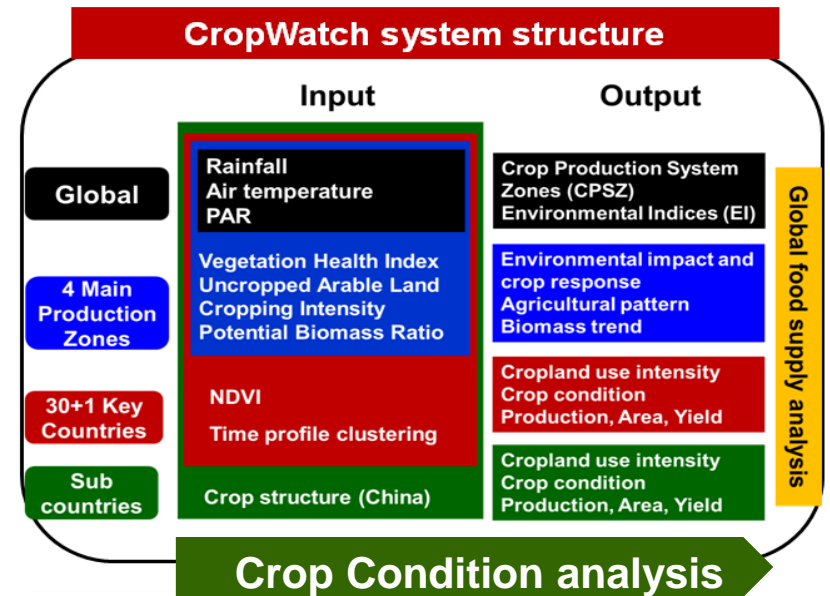 CropWatch system structure
Input
Output
Global
Rainfall
Air temperature
PAR
Crop Production System
Zones (CPSZ)
Environmental Indices (EI)
4 Main
Production
Zones
Vegetation Health Index
Uncropped Arable Land
Cropping Intensity
Potential Biomass Ratio
Environmental impact and
crop response
Agricultural pattern
Biomass trend
30+1 Key
Countries
NDVI
Time profile clustering
Cropland use intensity
Crop condition
Production, Area, Yield
Sub
countries
Crop structure (China)
Cropland use intensity
Crop condition
Production, Area, Yield
Global food supply analysis
Crop Condition analysis